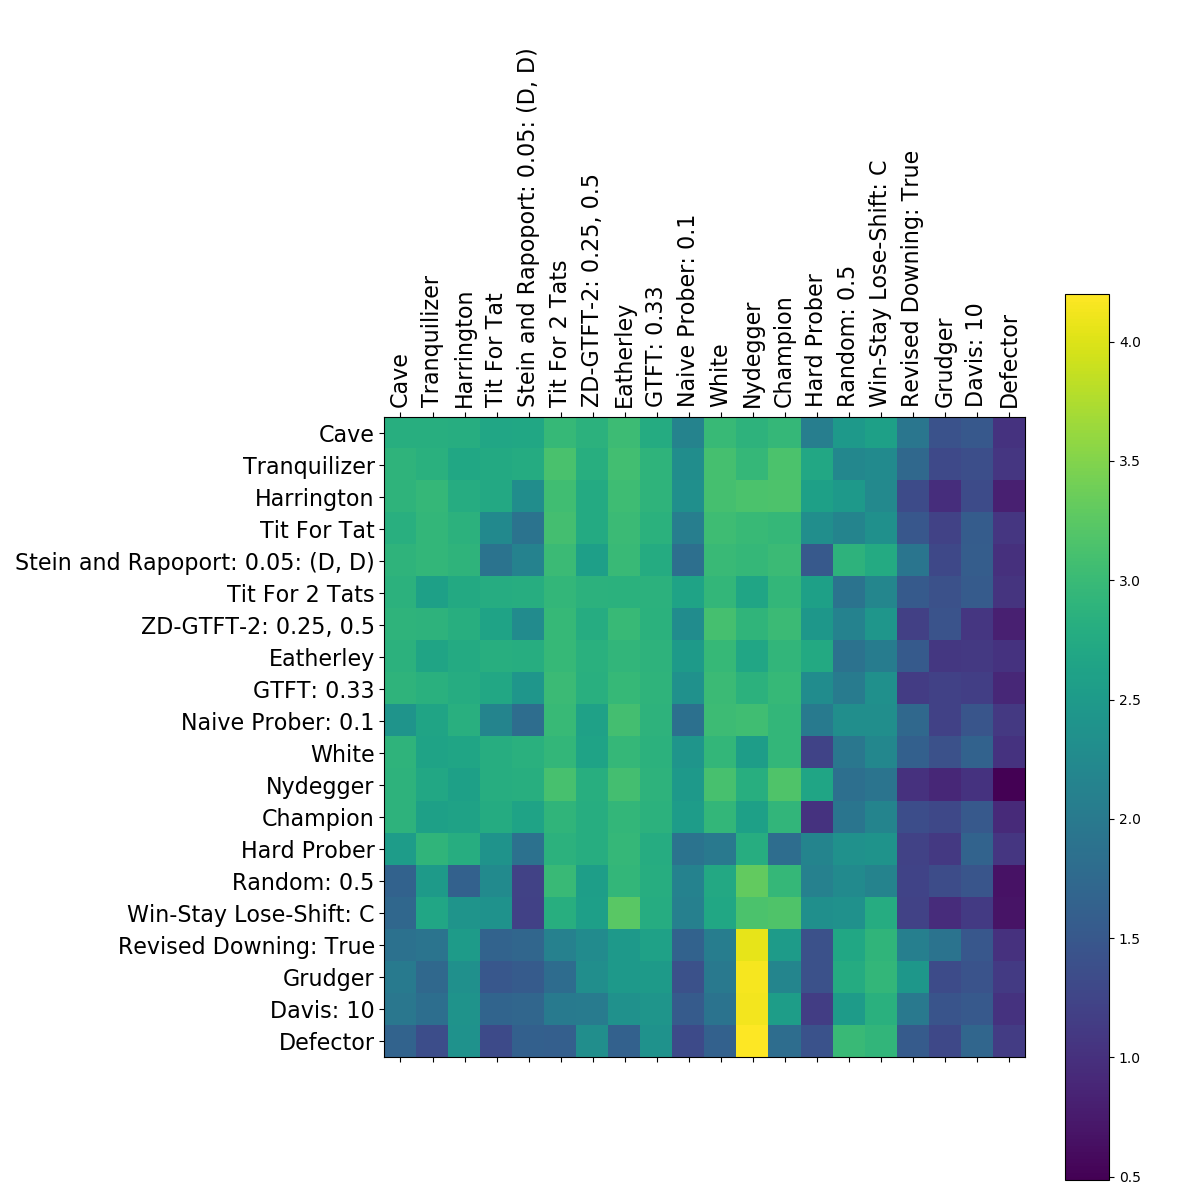 Cave
Tranquilizer
Harrington
Tit For Tat
Stein and Rapoport: 0.05: (D, D)
Tit For 2 Tats
ZD-GTFT-2: 0.25, 0.5
Eatherley
GTFT: 0.33
Naive Prober: 0.1
White
Nydegger
Champion
Hard Prober
Random: 0.5
Win-Stay Lose-Shift: C
Revised Downing: True
Grudger
Davis: 10
Defector
Cave
Tranquilizer
Harrington
Tit For Tat
Stein and Rapoport: 0.05: (D, D)
Tit For 2 Tats
ZD-GTFT-2: 0.25, 0.5
Eatherley
GTFT: 0.33
Naive Prober: 0.1
White
Nydegger
Champion
Hard Prober
Random: 0.5
Win-Stay Lose-Shift: C
Revised Downing: True
Grudger
Davis: 10
Defector
4.0
3.5
3.0
2.5
2.0
1.5
1.0
0.5